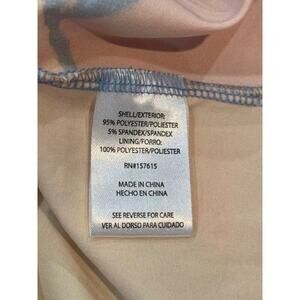 SHELL/EXTERIOR:
95% POLYESTER/POLIESTER
5% SPANDEX/SPANDEX
LINING/FORRO:
100% POLYESTER/POLIESTER
RN#157615
MADE IN CHINA
HECHO EN CHINA
SEE REVERSE FOR CARE
VER AL DORSO PARA CUIDADO